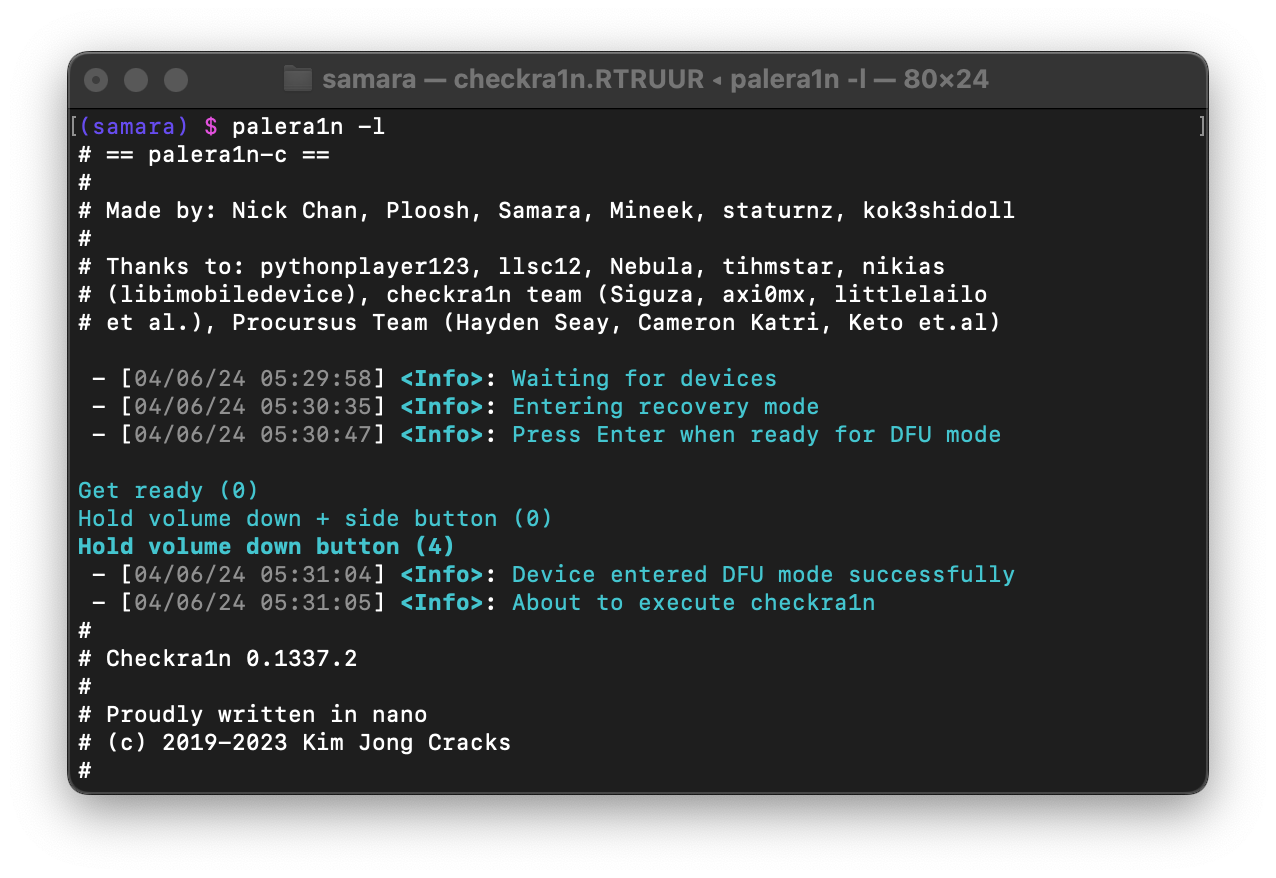 samara — checkra1n.RTRUUR ◂ palera1n -l — 80×24
[(samara) $ palera1n -l ]
# == palera1n-c ==
#
# Made by: Nick Chan, Ploosh, Samara, Mineek, staturnz, kok3shidoll
#
# Thanks to: pythonplayer123, llsc12, Nebula, tihmstar, nikias
# (libimobiledevice), checkra1n team (Siguza, axi0mx, littlelailo
# et al.), Procursus Team (Hayden Seay, Cameron Katri, Keto et.al)
- [04/06/24 05:29:58] <Info>: Waiting for devices
- [04/06/24 05:30:35] <Info>: Entering recovery mode
- [04/06/24 05:30:47] <Info>: Press Enter when ready for DFU mode
Get ready (0)
Hold volume down + side button (0)
Hold volume down button (4)
- [04/06/24 05:31:04] <Info>: Device entered DFU mode successfully
- [04/06/24 05:31:05] <Info>: About to execute checkra1n
#
# Checkra1n 0.1337.2
#
# Proudly written in nano
# (c) 2019-2023 Kim Jong Cracks
#